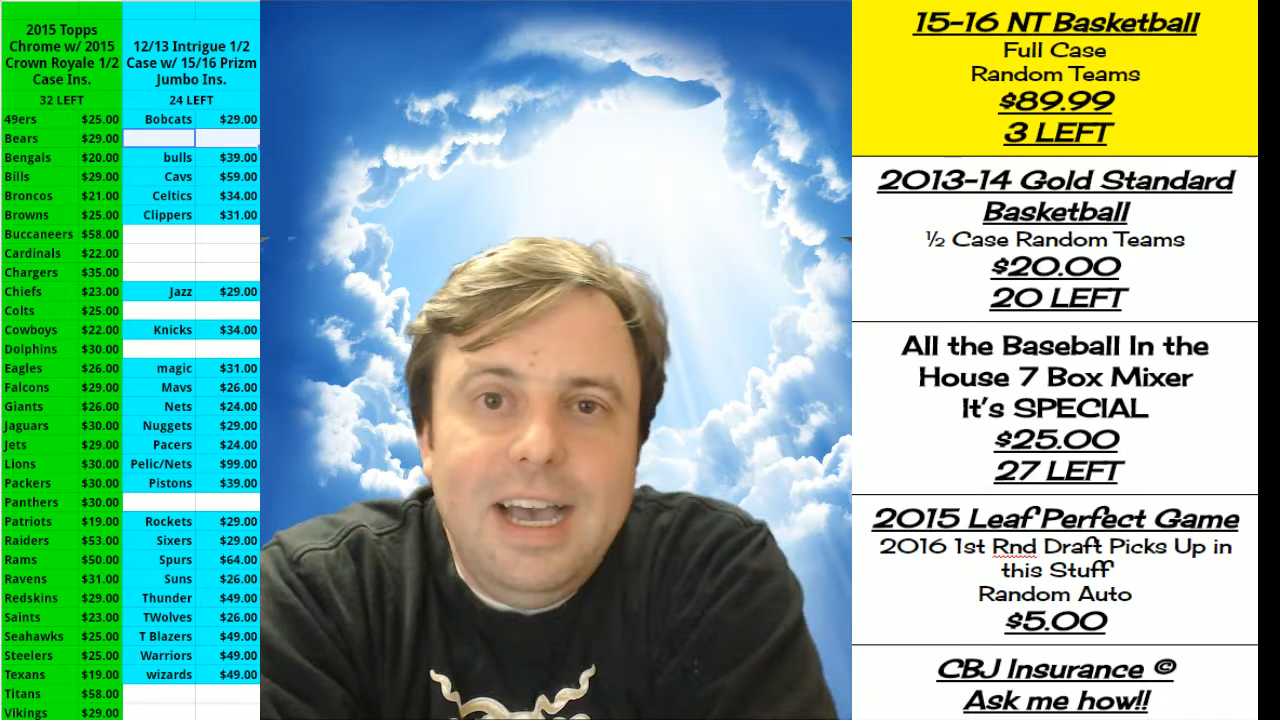 2015 Topps
Chrome w/ 2015
Crown Royale 1/2
Case Ins.
32 LEFT
49ers $25.00
Bears $29.00
Bengals $20.00
Bills $29.00
Broncos $21.00
Browns $25.00
Buccaneers $58.00
Cardinals $22.00
Chargers $35.00
Chiefs $23.00
Colts $25.00
Cowboys $22.00
Dolphins $30.00
Eagles $26.00
Falcons $29.00
Giants $26.00
Jaguars $30.00
Jets $29.00
Lions $30.00
Packers $30.00
Panthers $30.00
Patriots $19.00
Raiders $53.00
Rams $50.00
Ravens $31.00
Redskins $29.00
Saints $23.00
Seahawks $25.00
Steelers $25.00
Texans $19.00
Titans $58.00
Vikings $29.00
12/13 Intrigue 1/2
Case w/ 15/16 Prizm
Jumbo Ins.
24 LEFT
Bobcats $29.00
bulls $39.00
Cavs $59.00
Celtics $34.00
Clippers $31.00
Jazz $29.00
Knicks $34.00
magic $31.00
Mavs $26.00
Nets $24.00
Nuggets $29.00
Pacers $24.00
Pelic/Nets $99.00
Pistons $39.00
Rockets $29.00
Sixers $29.00
Spurs $64.00
Suns $26.00
Thunder $49.00
TWolves $26.00
T Blazers $49.00
Warriors $49.00
wizards $49.00
15-16 NT Basketball
Full Case
Random Teams
$89.99
3 LEFT
2013-14 Gold Standard
Basketball
½ Case Random Teams
$20.00
20 LEFT
All the Baseball In the
House 7 Box Mixer
It's SPECIAL
$25.00
27 LEFT
2015 Leaf Perfect Game
2016 1st Rnd Draft Picks Up in
this Stuff
Random Auto
$5.00
CBJ Insurance ©
Ask me how!!